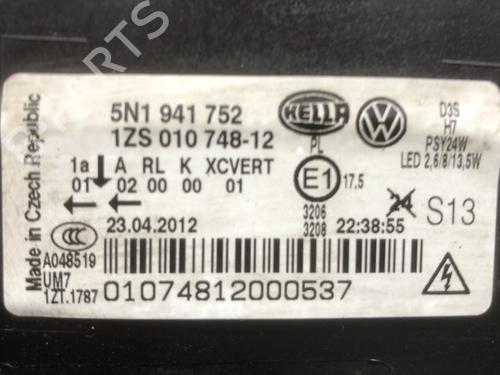 PARTS
5N1 941 752
1ZS 010 748-12
HELLA
PL
D3S
H7
PSY24W
LED 2,6/8/13,5W
1a A RL K XCVERT
01 02 00 00 01
E1 17,5
24 S13
23.04.2012
3206
3208
22:38:55
CCC
A048519
UM7
1ZT.1787
01074812000537
Made in Czech Republic